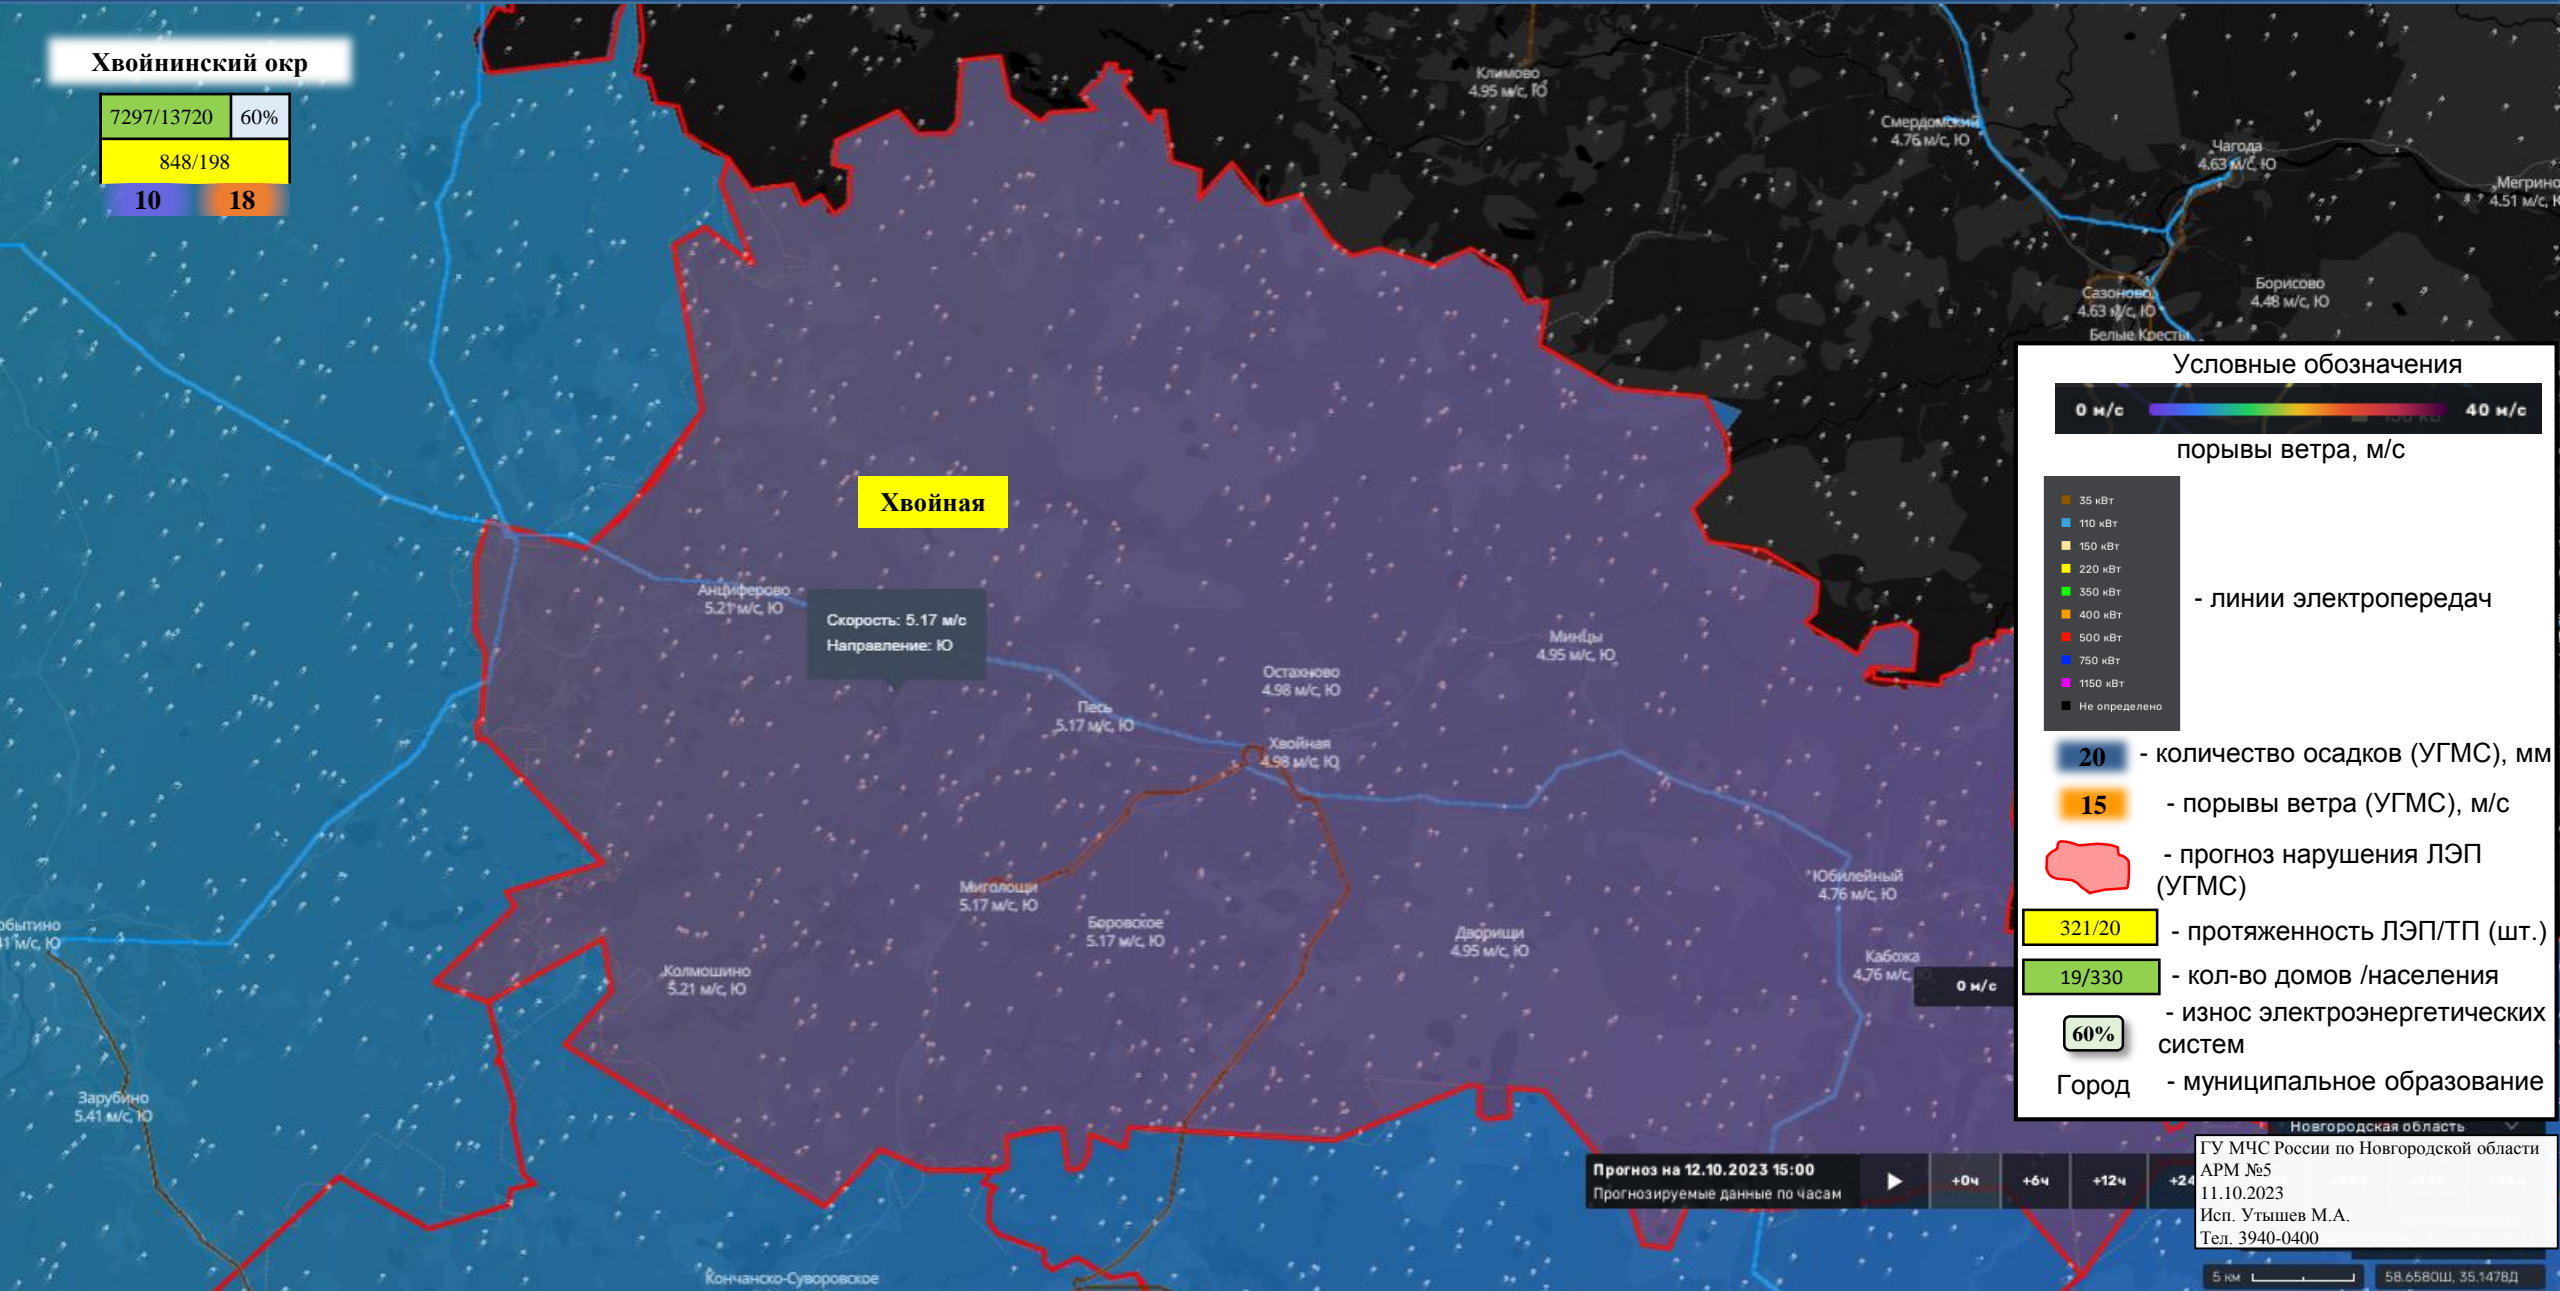 Хвойнинский окр
7297/13720 60%
848/198
10 18
Климово
4.95 м/с, Ю
Смердомский
4.76 м/с, Ю
Чагода
4.63 м/с, Ю
Мегрино
4.51 м/с,
Сазоново
4.63 м/с, Ю
Борисово
4.48 м/с, Ю
Белые Кресты
Хвойная
Анциферово
5.21 м/с, Ю
Скорость: 5.17 м/с
Направление: Ю
Минцы
4.95 м/с, Ю
Остахново
4.98 м/с, Ю
Песь
5.17 м/с, Ю
Хвойная
4.98 м/с, Ю
Миголощи
5.17 м/с, Ю
Боровское
5.17 м/с, Ю
Юбилейный
4.76 м/с, Ю
Дворищи
4.95 м/с, Ю
Кабожа
4.76 м/с,
Колмошино
5.21 м/с, Ю
0 м/с
обытино
41 м/с, Ю
Зарубино
5.41 м/с, Ю
Кончанско-Суворовское
Условные обозначения
0 м/с 40 м/с
порывы ветра, м/с
35 кВт
110 кВт
150 кВт
220 кВт
350 кВт
400 кВт
500 кВт
750 кВт
1150 кВт
Не определено
- линии электропередач
20 - количество осадков (УГМС), мм
15 - порывы ветра (УГМС), м/с
- прогноз нарушения ЛЭП
(УГМС)
321/20 - протяженность ЛЭП/ТП (шт.)
19/330 - кол-во домов /населения
60% - износ электроэнергетических
систем
Город - муниципальное образование
Новгородская область
Прогноз на 12.10.2023 15:00
Прогнозируемые данные по часам
+0ч +6ч +12ч +24
ГУ МЧС России по Новгородской области
АРМ №5
11.10.2023
Исп. Утышев М.А.
Тел. 3940-0400
5 км 58.6580Ш, 35.1478Д